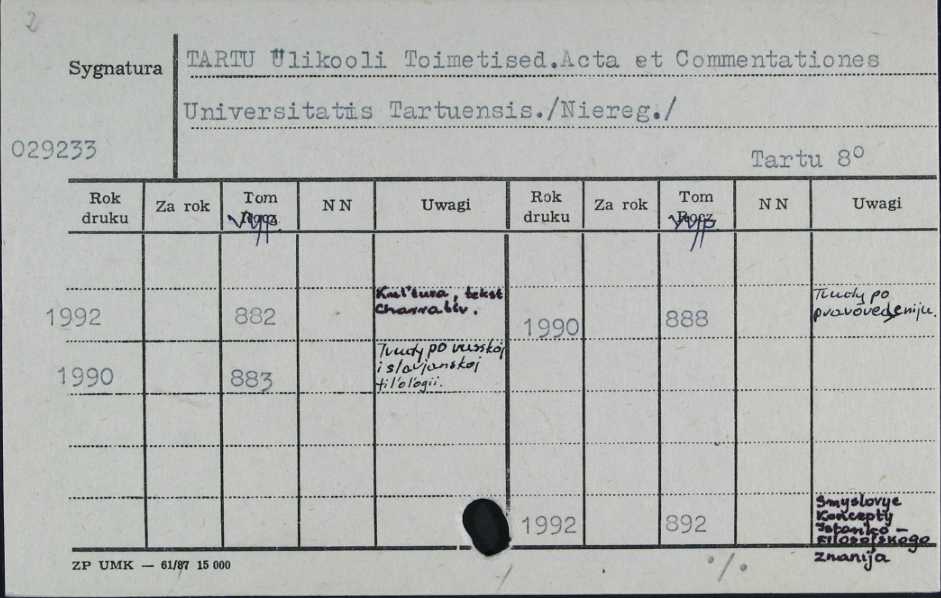 2
Sygnatura
TARTU Ülikooli Toimetised.Acta et Commentationes
Universitatis Tartuensis./Niereg./
029233
Tartu 8°
Rok druku Za rok Tom Rocz. NN Uwagi Rok druku Za rok Tom Rocz. NN Uwagi
Vyp. Vyp.
Kul'tura, tekst
1992 882
Trudy po
pravovedeniju.
1990 888
Trudy po russkoj
i slavjanskoj
filologii.
1990 883
1992 892
Smyslovye
Koncepty
Filosofskogo
znanija
ZP UMK — 61/87 15 000
·/·